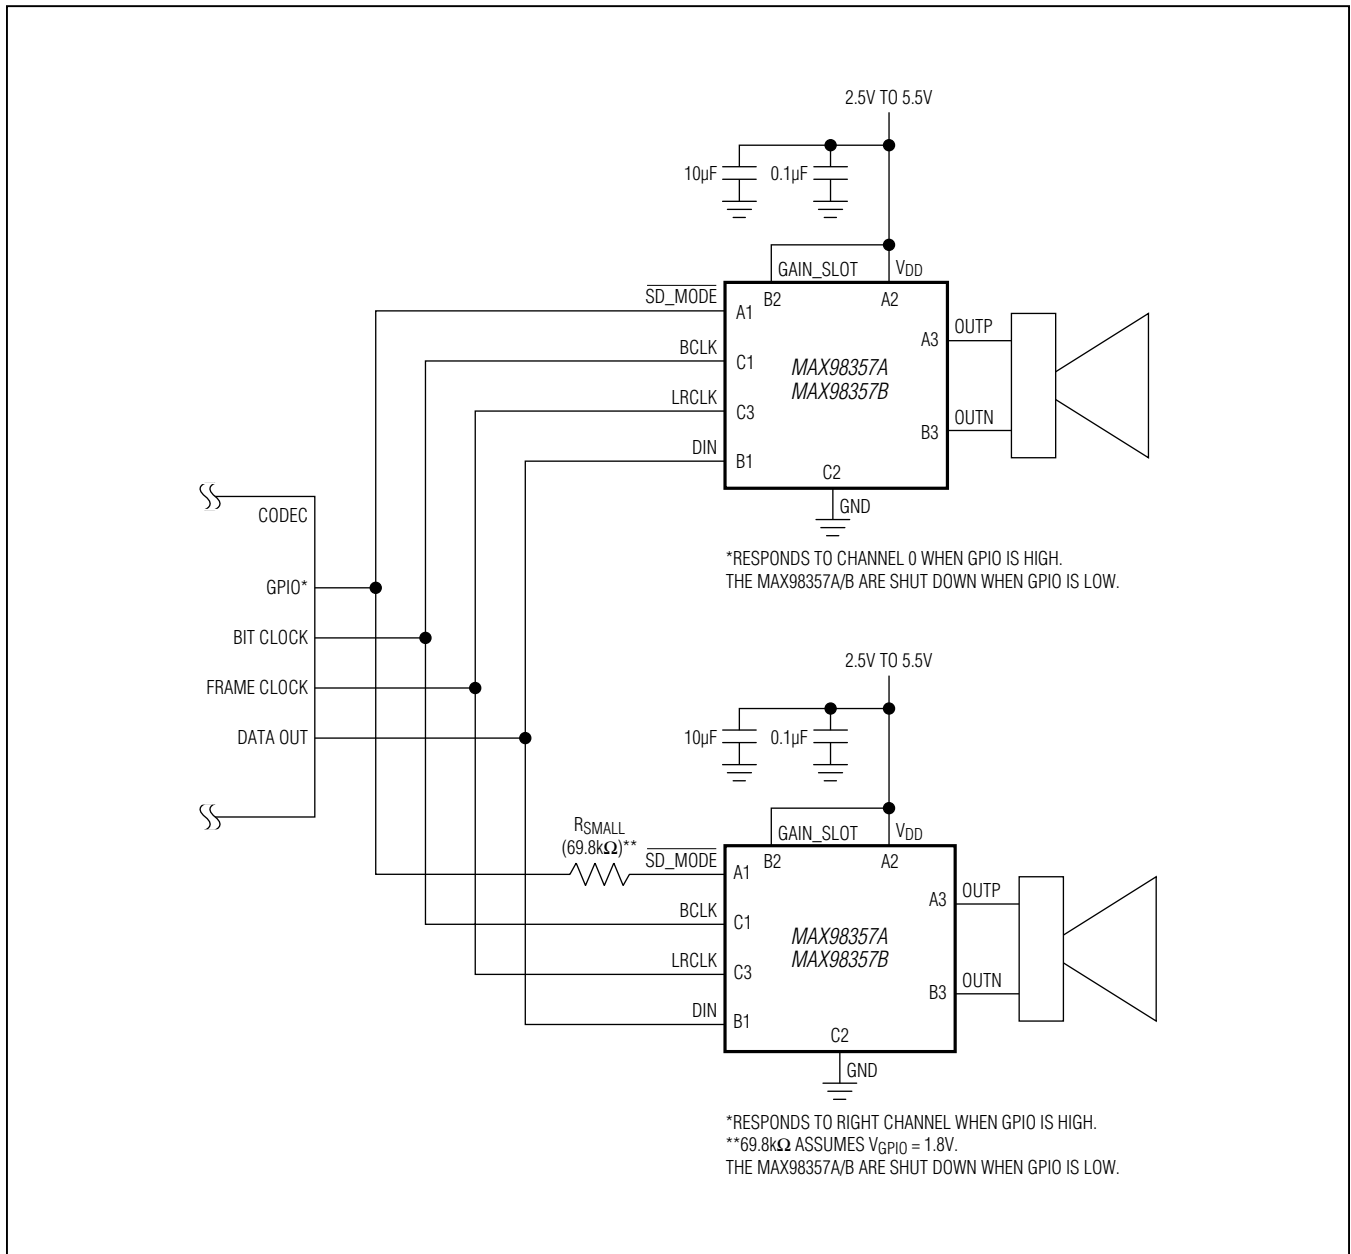 2.5V TO 5.5V
10µF
0.1µF
GAIN_SLOT
VDD
SD_MODE
B2
A2
A1
OUTP
A3
BCLK
C1
MAX98357A
MAX98357B
LRCLK
C3
OUTN
B3
DIN
B1
C2
GND
*RESPONDS TO CHANNEL 0 WHEN GPIO IS HIGH.
THE MAX98357A/B ARE SHUT DOWN WHEN GPIO IS LOW.
CODEC
GPIO*
BIT CLOCK
FRAME CLOCK
DATA OUT
2.5V TO 5.5V
10µF
0.1µF
RSMALL
(69.8kΩ)**
GAIN_SLOT
VDD
SD_MODE
B2
A2
A1
OUTP
A3
BCLK
C1
MAX98357A
MAX98357B
LRCLK
C3
OUTN
B3
DIN
B1
C2
GND
*RESPONDS TO RIGHT CHANNEL WHEN GPIO IS HIGH.
**69.8kΩ ASSUMES VGPIO = 1.8V.
THE MAX98357A/B ARE SHUT DOWN WHEN GPIO IS LOW.